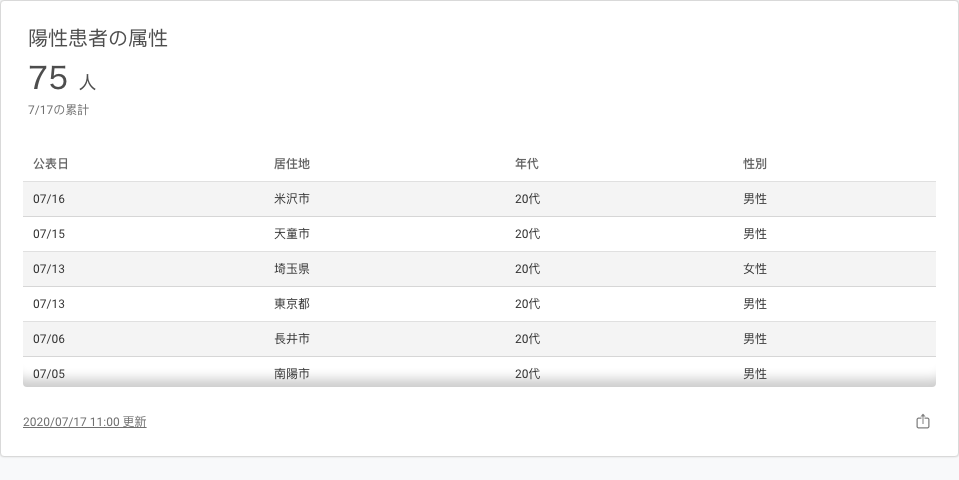 陽性患者の属性
75 人
7/17の累計
公表日 居住地 年代 性別
07/16 米沢市 20代 男性
07/15 天童市 20代 男性
07/13 埼玉県 20代 女性
07/13 東京都 20代 男性
07/06 長井市 20代 男性
07/05 南陽市 20代 男性
2020/07/17 11:00 更新